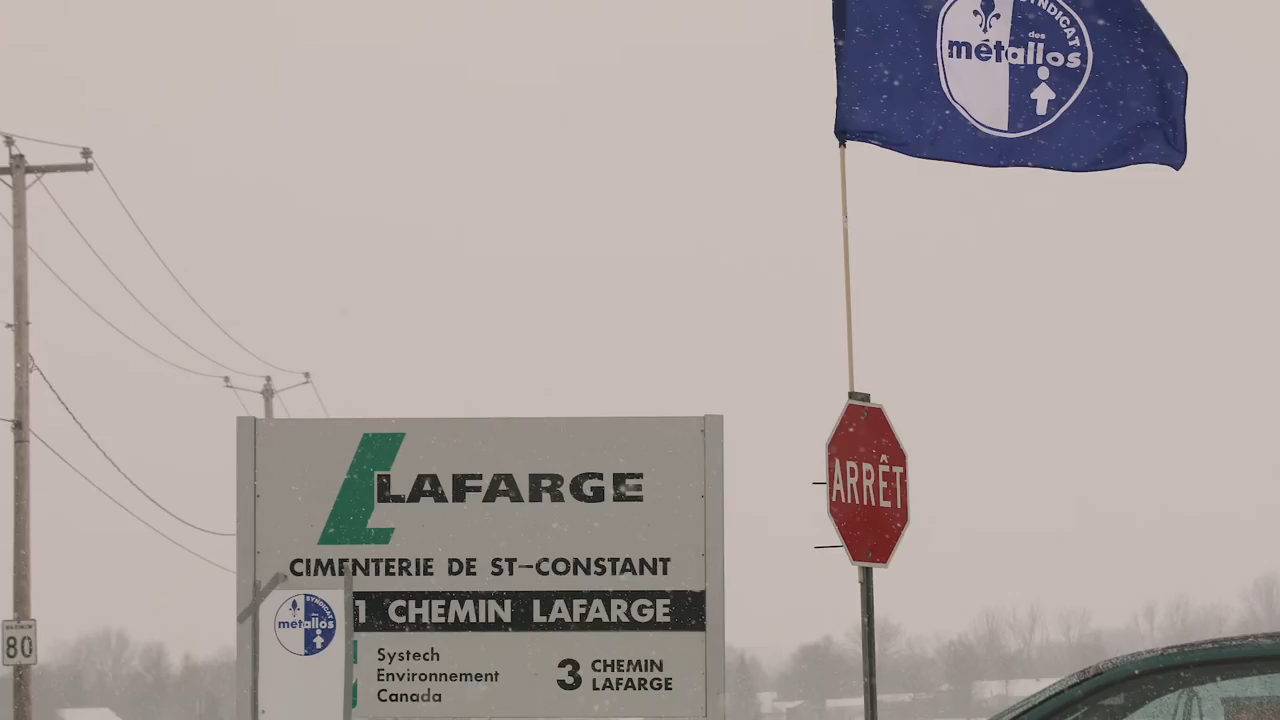 SYNDICAT
des
métallos
LAFARGE
CIMENTERIE DE ST-CONSTANT
1 CHEMIN LAFARGE
SYNDICAT
des
métallos
Systech
Environnement
Canada
3 CHEMIN
LAFARGE
ARRÊT
MAXIMUM
80